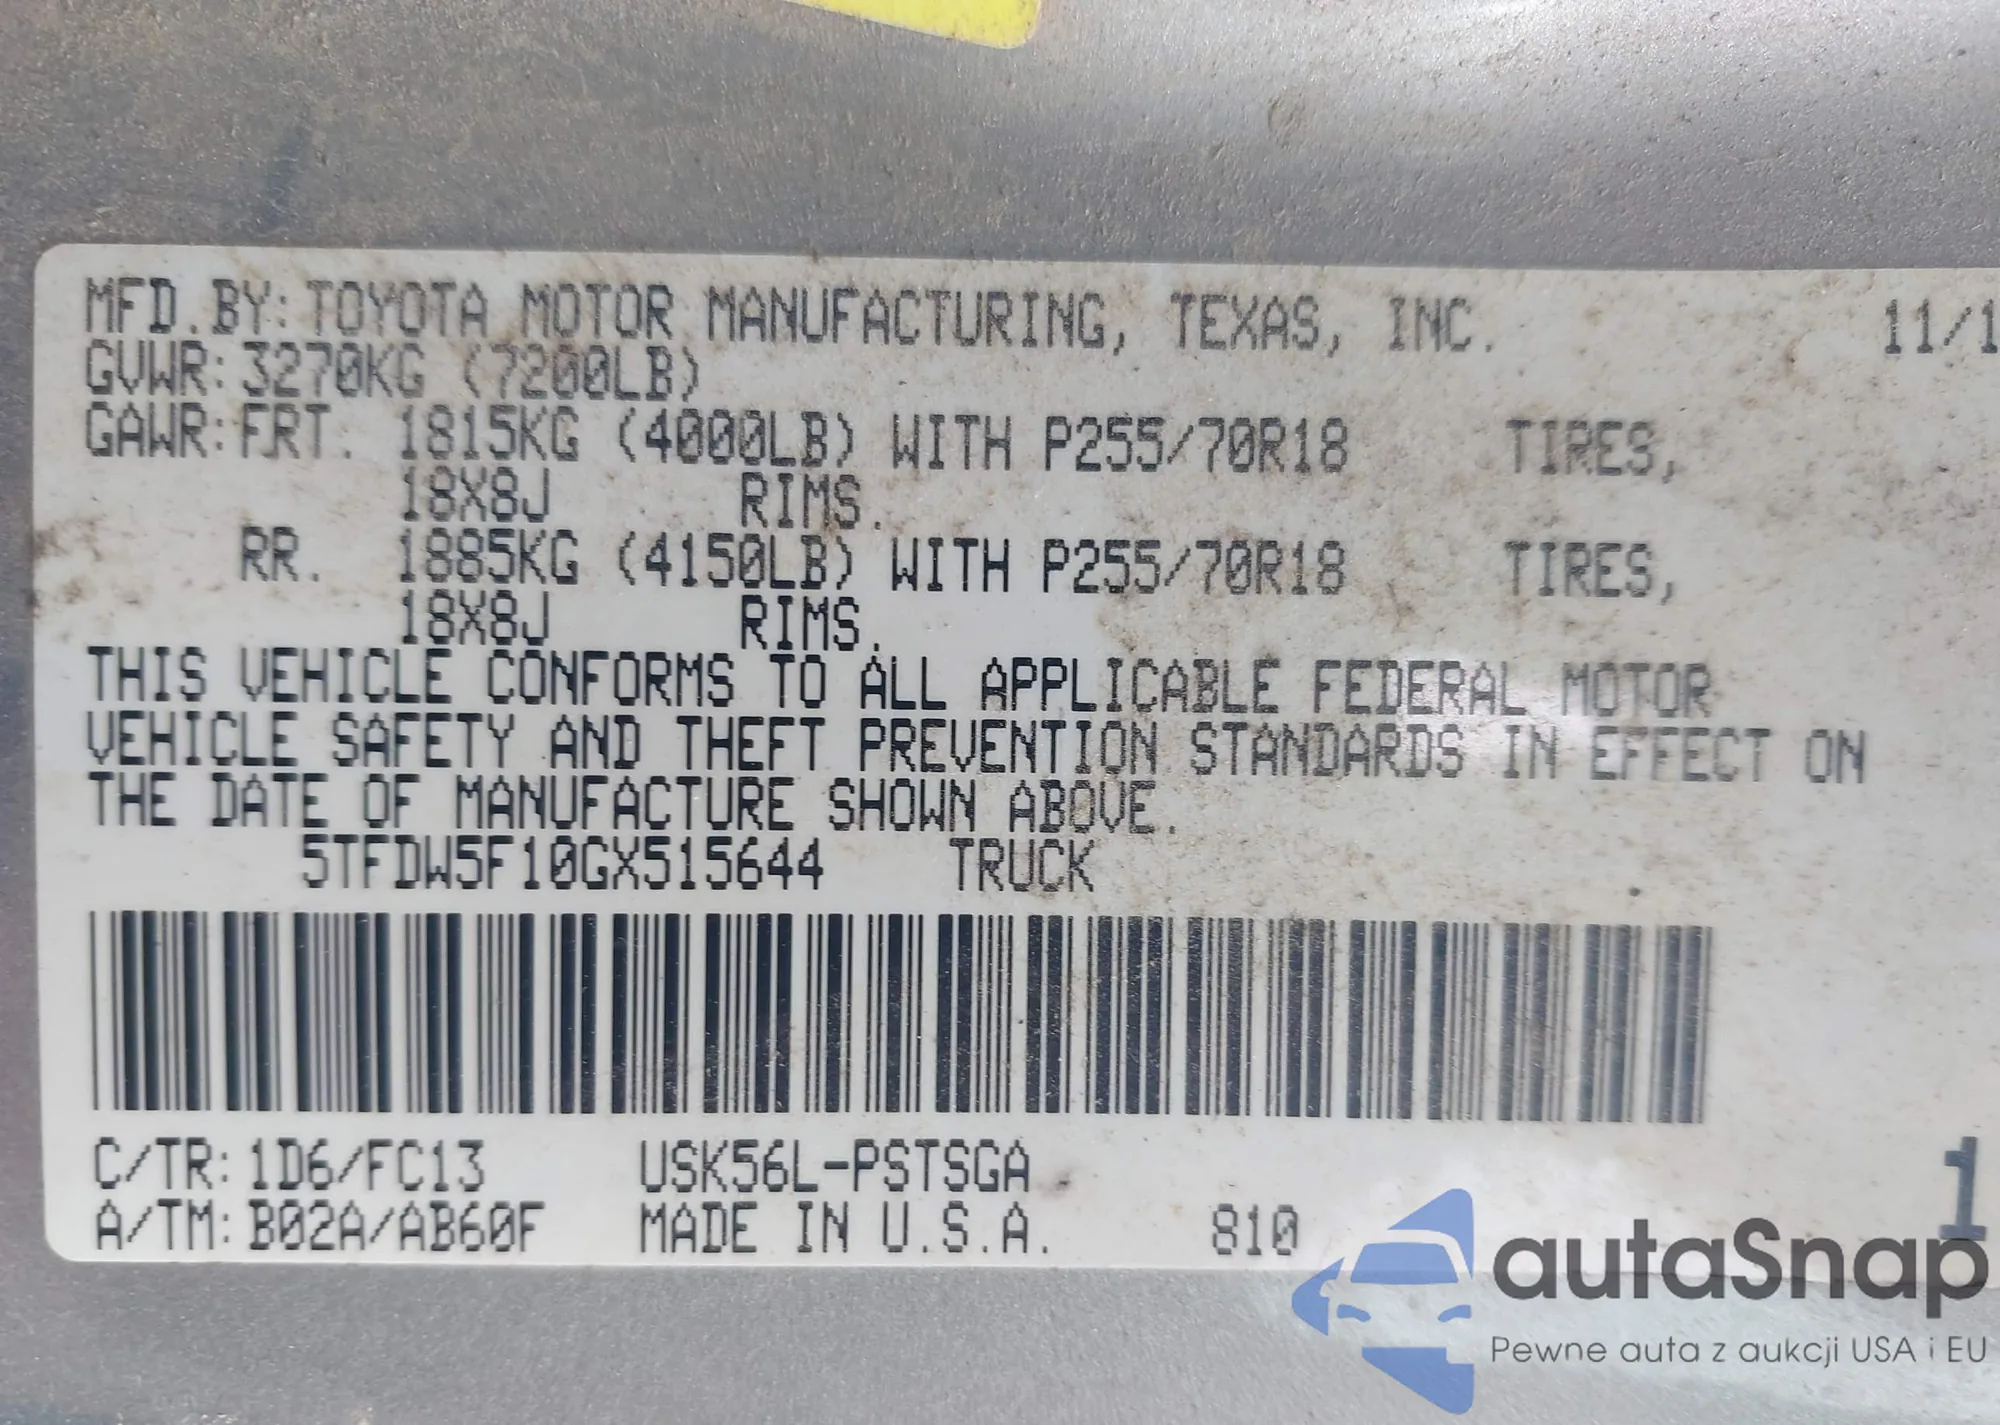 MFD.BY: TOYOTA MOTOR MANUFACTURING, TEXAS, INC. 11/1
GVWR: 3270KG (7200LB)
GAWR: FRT. 1815KG (4000LB) WITH P255/70R18 TIRES,
18X8J RIMS.
RR. 1885KG (4150LB) WITH P255/70R18 TIRES,
18X8J RIMS.
THIS VEHICLE CONFORMS TO ALL APPLICABLE FEDERAL MOTOR
VEHICLE SAFETY AND THEFT PREVENTION STANDARDS IN EFFECT ON
THE DATE OF MANUFACTURE SHOWN ABOVE.
5TFDW5F10GX515644 TRUCK
C/TR: 1D6/FC13 USK56L-PSTSGA
A/TM: B02A/AB60F MADE IN U.S.A. 810 1
autaSnap
Pewne auta z aukcji USA i EU